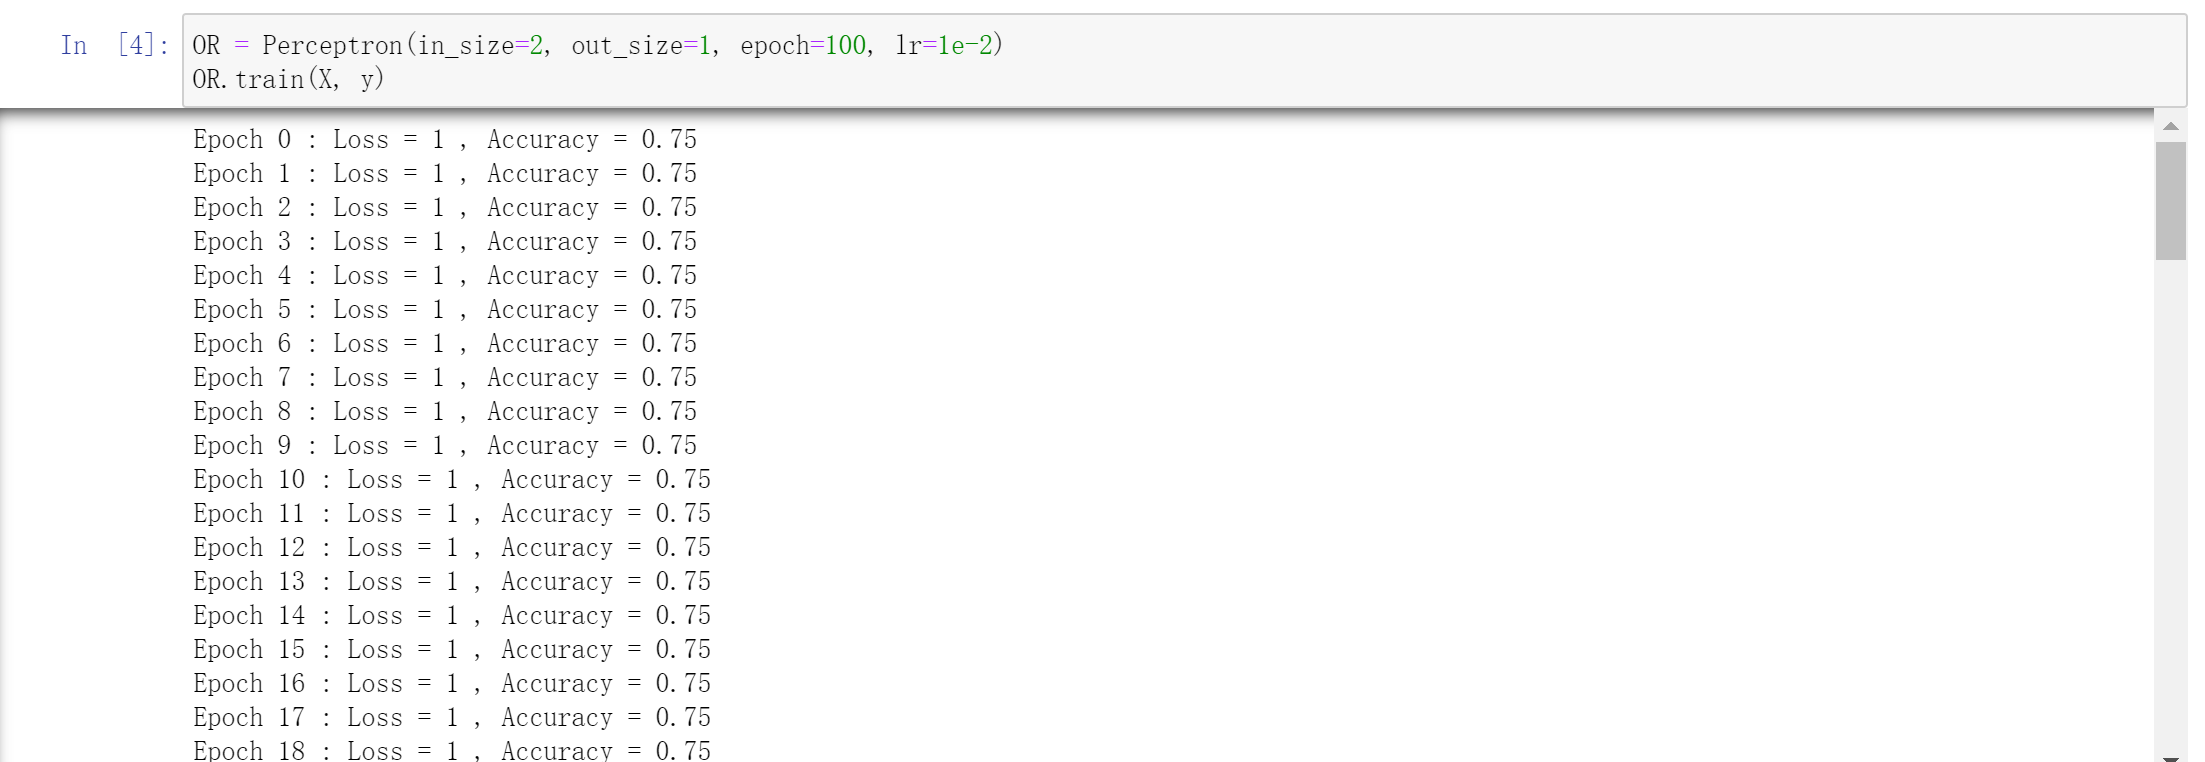 In [4]: OR = Perceptron(in_size=2, out_size=1, epoch=100, lr=1e-2)
OR.train(X, y)
Epoch 0 : Loss = 1 , Accuracy = 0.75
Epoch 1 : Loss = 1 , Accuracy = 0.75
Epoch 2 : Loss = 1 , Accuracy = 0.75
Epoch 3 : Loss = 1 , Accuracy = 0.75
Epoch 4 : Loss = 1 , Accuracy = 0.75
Epoch 5 : Loss = 1 , Accuracy = 0.75
Epoch 6 : Loss = 1 , Accuracy = 0.75
Epoch 7 : Loss = 1 , Accuracy = 0.75
Epoch 8 : Loss = 1 , Accuracy = 0.75
Epoch 9 : Loss = 1 , Accuracy = 0.75
Epoch 10 : Loss = 1 , Accuracy = 0.75
Epoch 11 : Loss = 1 , Accuracy = 0.75
Epoch 12 : Loss = 1 , Accuracy = 0.75
Epoch 13 : Loss = 1 , Accuracy = 0.75
Epoch 14 : Loss = 1 , Accuracy = 0.75
Epoch 15 : Loss = 1 , Accuracy = 0.75
Epoch 16 : Loss = 1 , Accuracy = 0.75
Epoch 17 : Loss = 1 , Accuracy = 0.75
Epoch 18 : Loss = 1 , Accuracy = 0.75